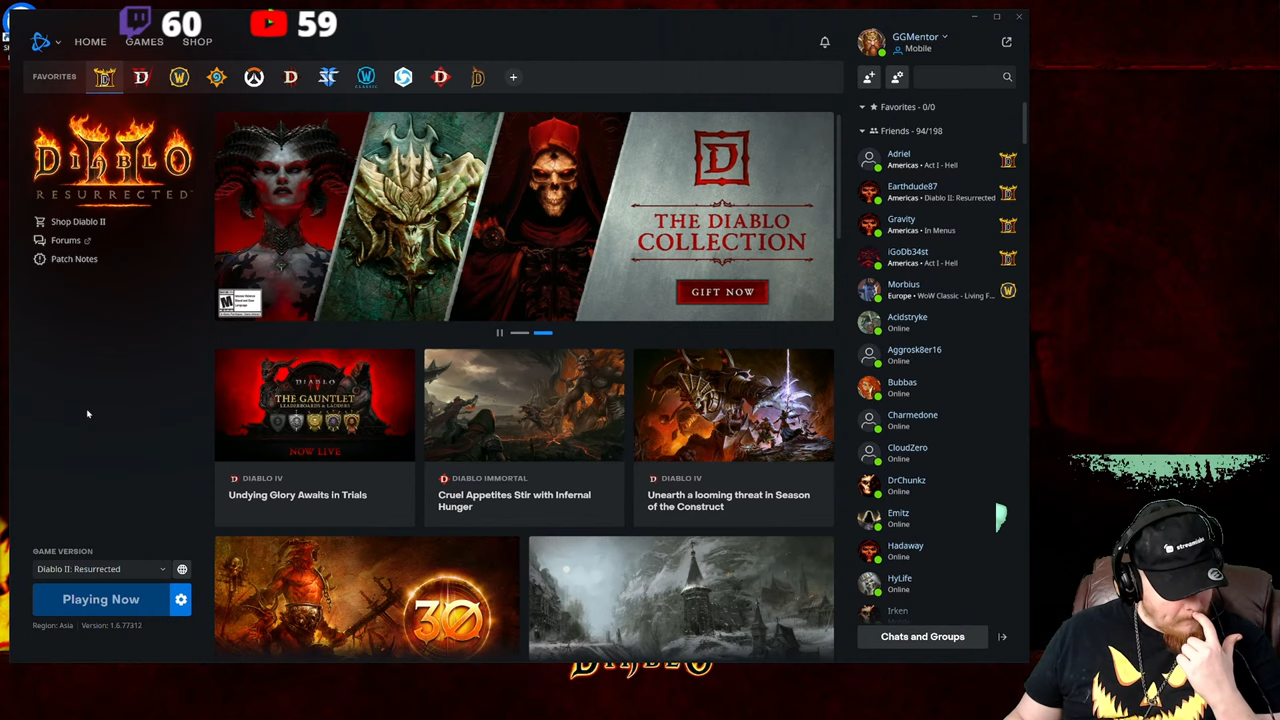 60
59
HOME
GAMES
SHOP
GGMentor
Mobile
FAVORITES
DIABLO
II
RESURRECTED
Shop Diablo II
Forums
Patch Notes
THE DIABLO
COLLECTION
GIFT NOW
Favorites - 0/0
Friends - 94/198
Adriel
Americas • Act I - Hell
Earthdude87
Americas • Diablo II: Resurrected
Gravity
Americas • In Menus
iGoDb34st
Americas • Act I - Hell
Morbius
Europe • WoW Classic - Living F...
Acidstryke
Online
Aggrosk8er16
Online
Bubbas
Online
Charmedone
Online
CloudZero
Online
DrChunkz
Online
Emitz
Online
Hadaway
Online
HyLife
Online
Irken
DIABLO
THE GAUNTLET
LEADERBOARDS & LADDERS
NOW LIVE
DIABLO IV
Undying Glory Awaits in Trials
DIABLO IMMORTAL
Cruel Appetites Stir with Infernal
Hunger
DIABLO IV
Unearth a looming threat in Season
of the Construct
30
GAME VERSION
Diablo II: Resurrected
Playing Now
Region: Asia | Version: 1.6.77312
Chats and Groups
DIABLO